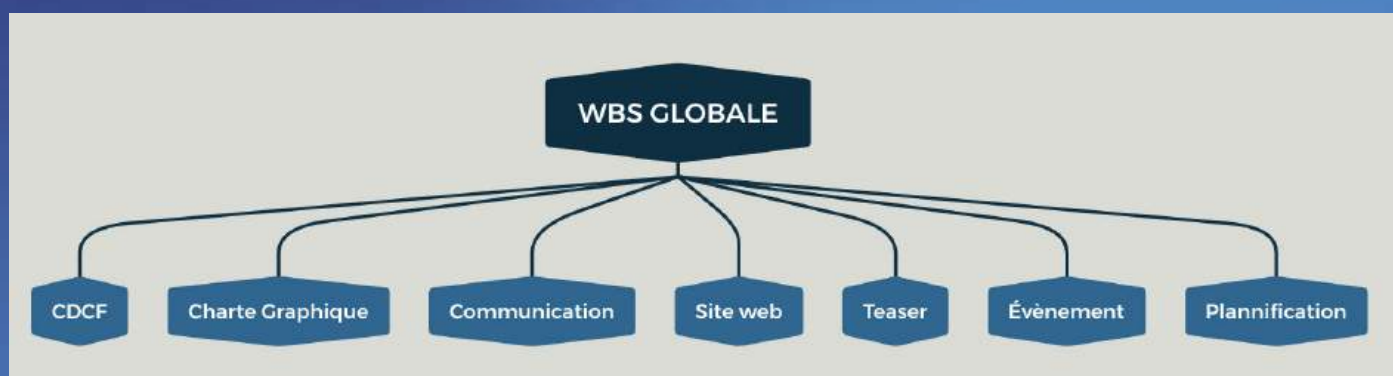 WBS GLOBALE
CDCF
Charte Graphique
Communication
Site web
Teaser
Évènement
Plannification